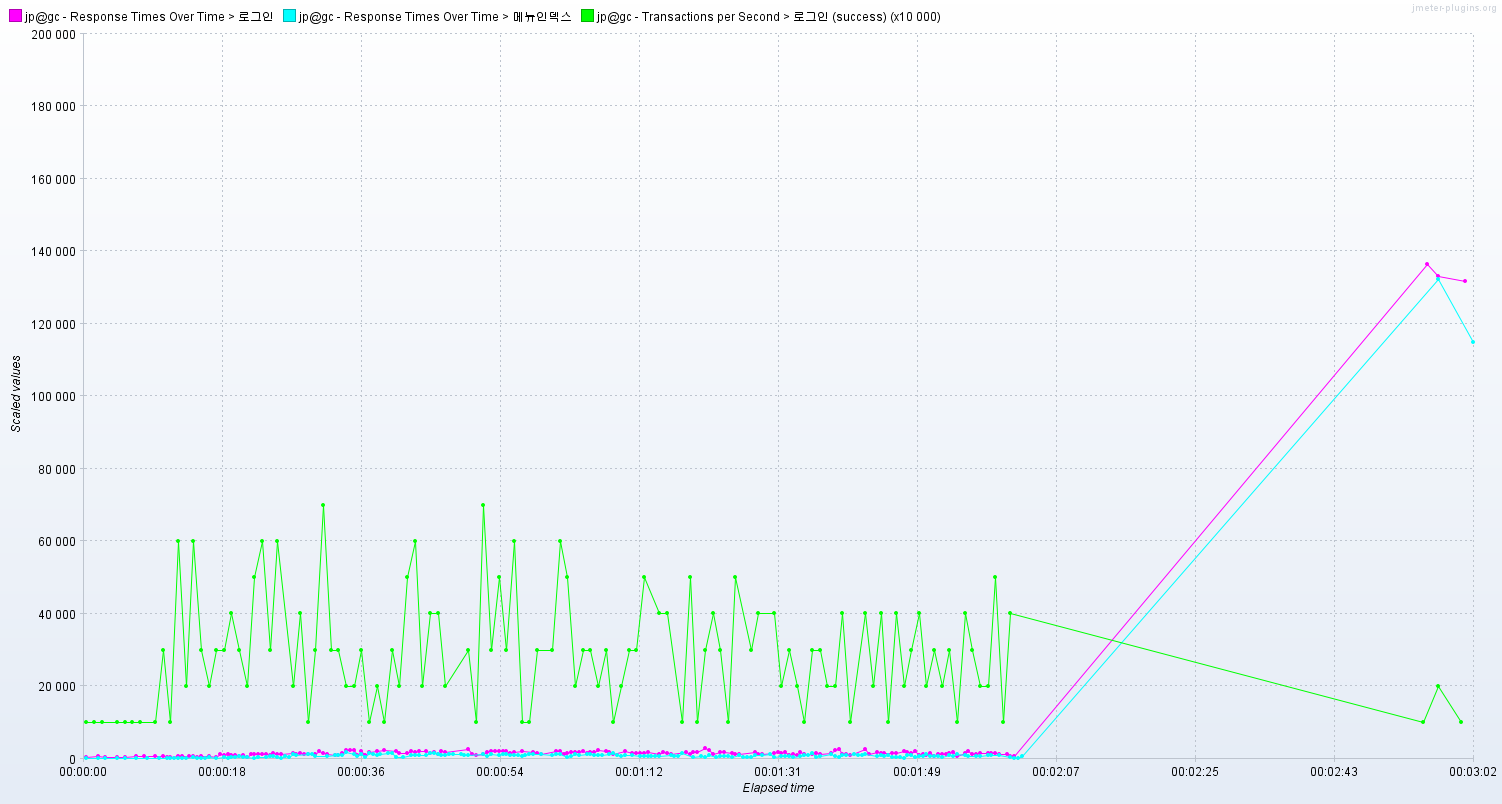 jmeter-plugins.org
jp@gc - Response Times Over Time > 로그인 jp@gc - Response Times Over Time > 메뉴인덱스 jp@gc - Transactions per Second > 로그인 (success) (x10 000)
200 000
180 000
160 000
140 000
120 000
100 000
80 000
60 000
40 000
20 000
0
Scaled values
00:00:00 00:00:18 00:00:36 00:00:54 00:01:12 00:01:31 00:01:49 00:02:07 00:02:25 00:02:43 00:03:02
Elapsed time